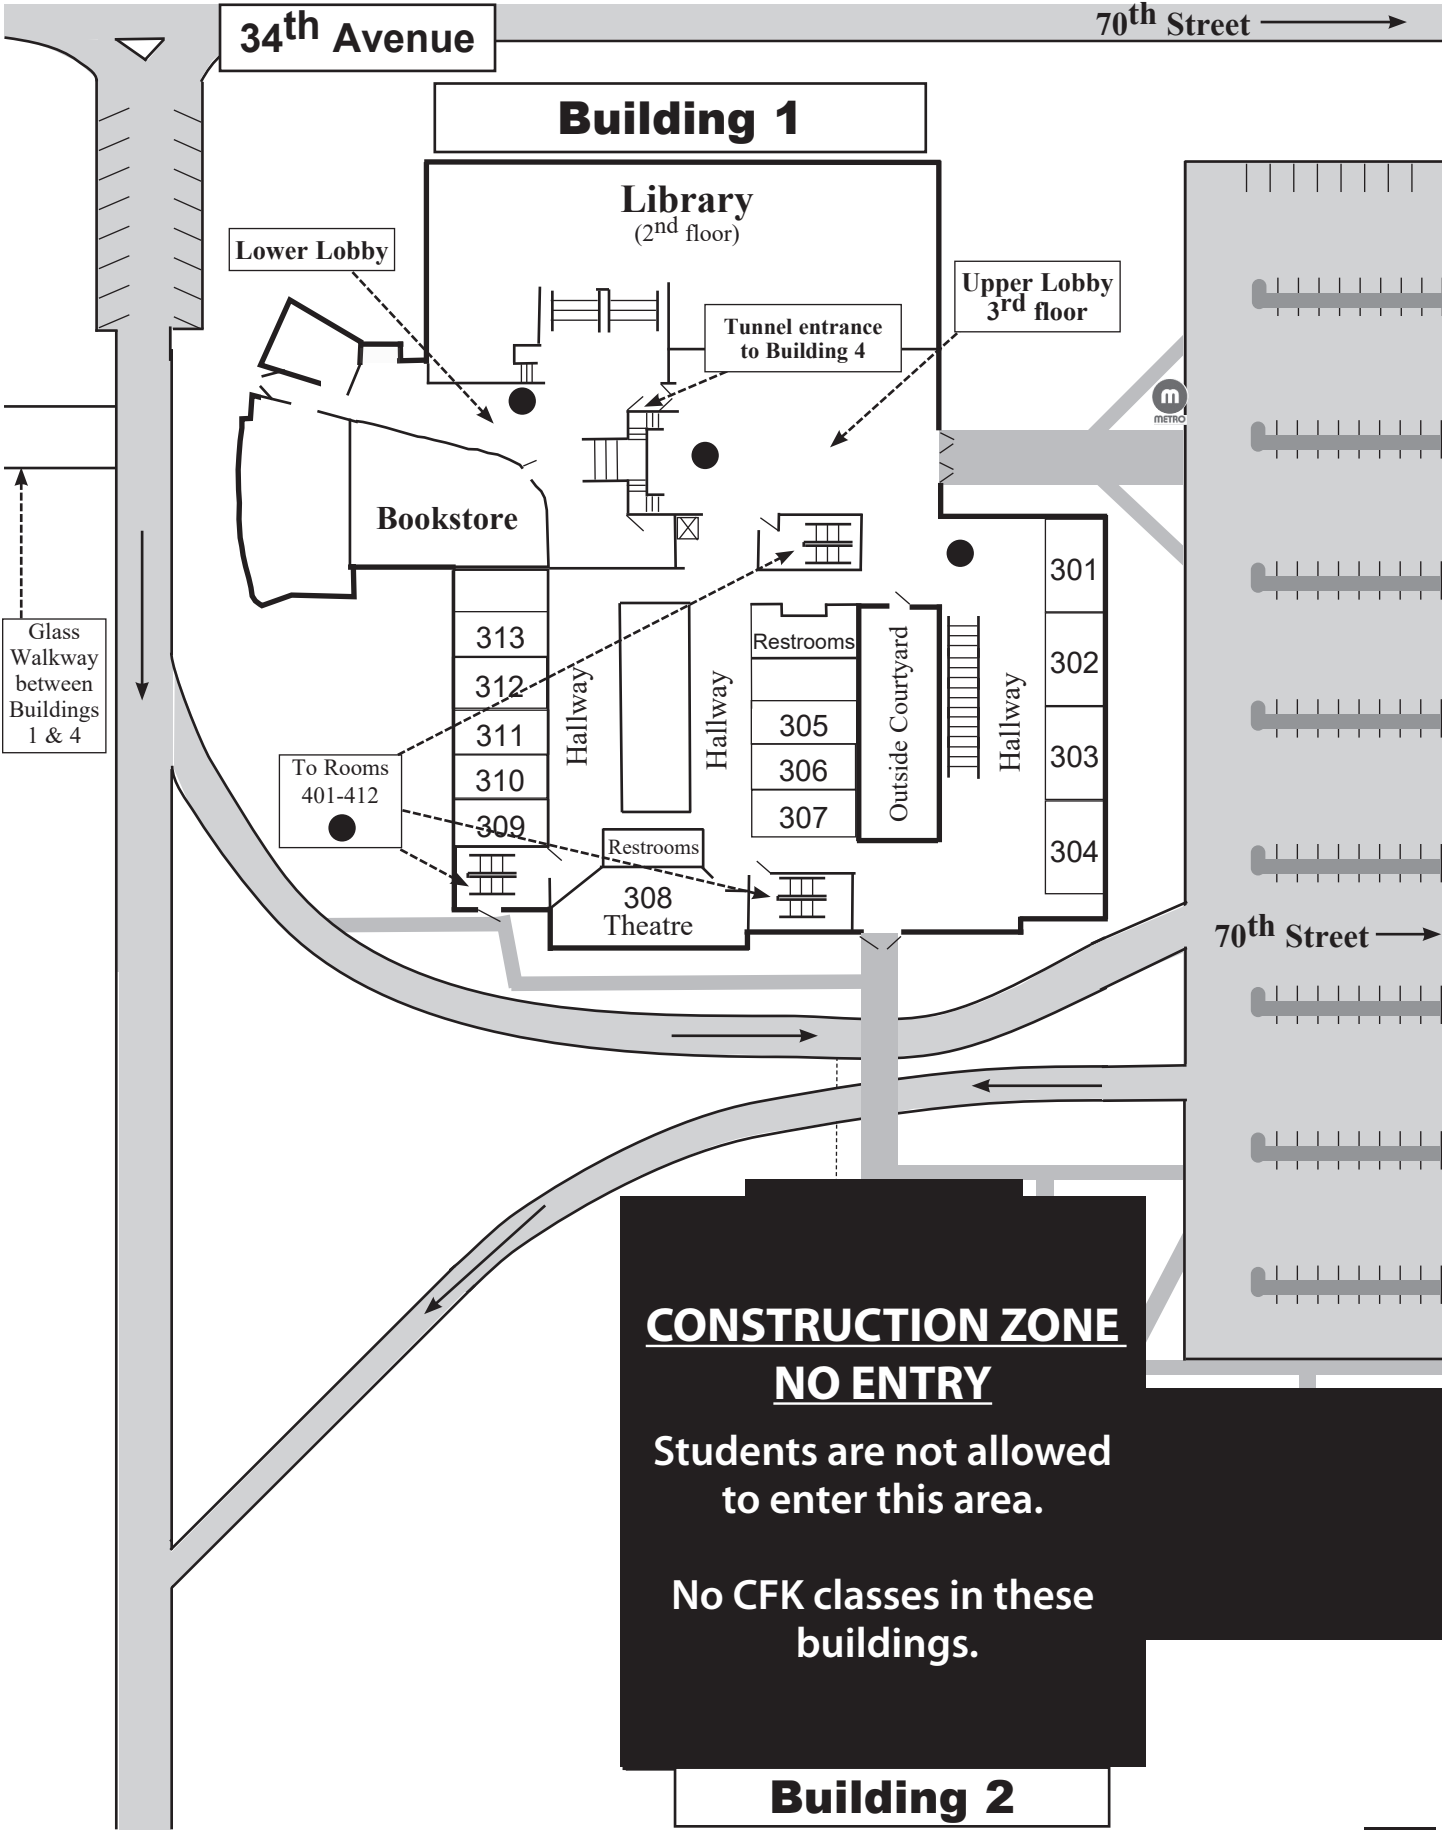 34th Avenue
70th Street
Building 1
Library
(2nd floor)
Lower Lobby
Upper Lobby
3rd floor
Tunnel entrance
to Building 4
m
METRO
Bookstore
Glass
Walkway
between
Buildings
1 & 4
301
302
303
304
313
312
311
310
309
Hallway
Hallway
Restrooms
305
306
307
Outside Courtyard
Hallway
To Rooms
401-412
Restrooms
308
Theatre
70th Street
CONSTRUCTION ZONE
NO ENTRY
Students are not allowed
to enter this area.
No CFK classes in these
buildings.
Building 2